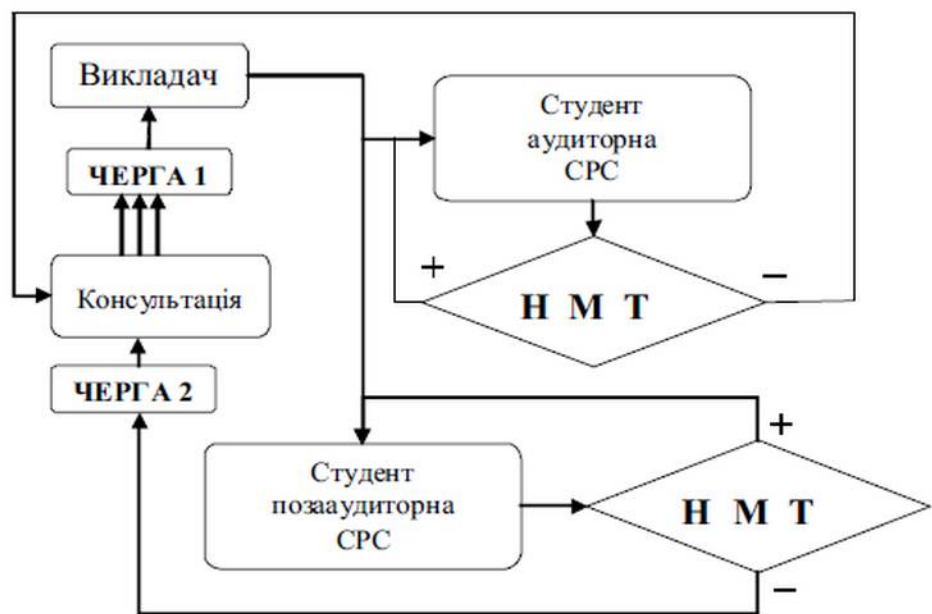 Викладач
Студент
аудиторна
СРС
ЧЕРГА 1
+
−
Н М Т
Консультація
ЧЕРГА 2
+
Студент
позааудиторна
СРС
Н М Т
−